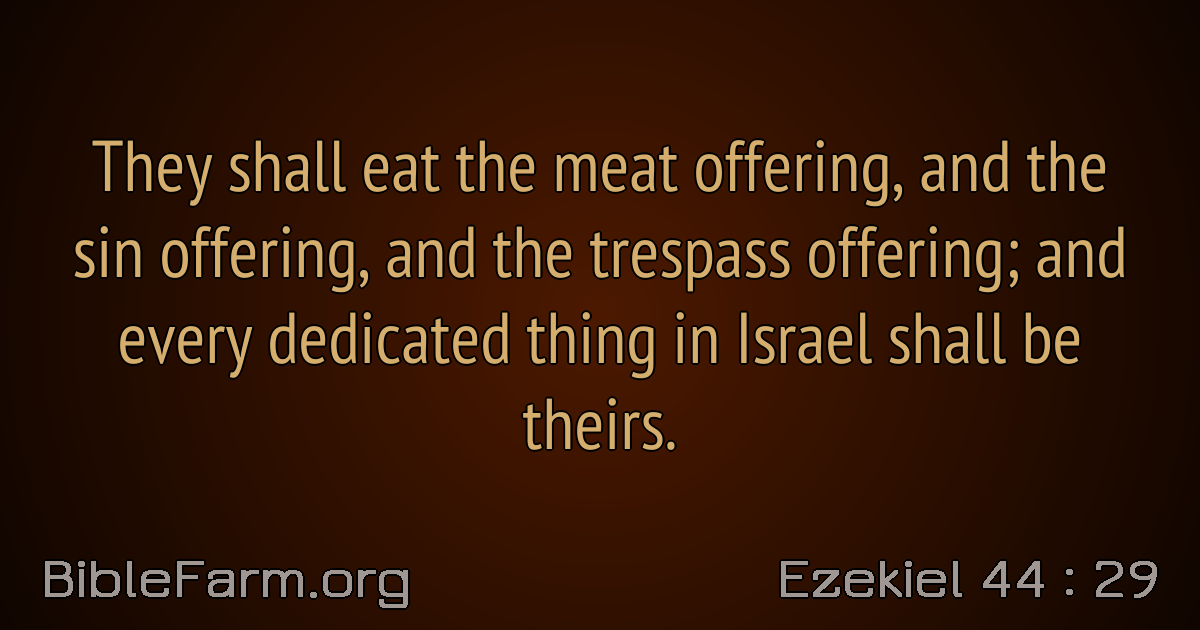 They shall eat the meat offering, and the
sin offering, and the trespass offering; and
every dedicated thing in Israel shall be
theirs.
BibleFarm.org
Ezekiel 44 : 29